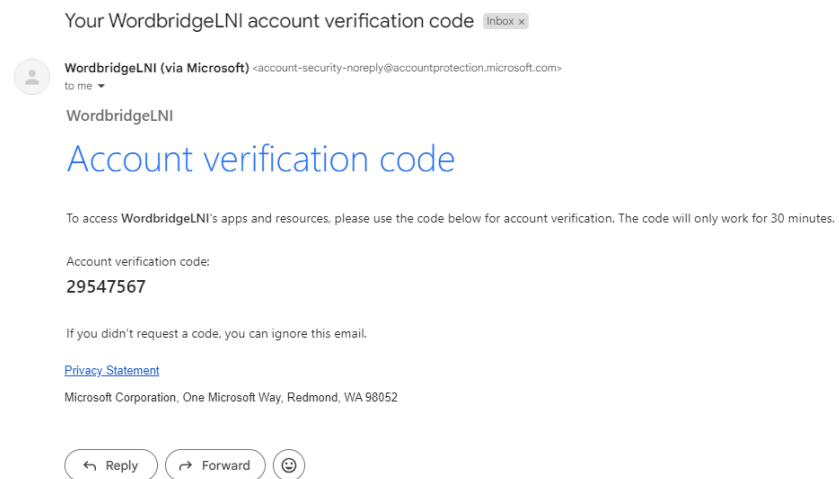 Your WordbridgeLNI account verification code Inbox ×
WordbridgeLNI (via Microsoft) <account-security-noreply@accountprotection.microsoft.com>
to me
WordbridgeLNI
Account verification code
To access WordbridgeLNI's apps and resources, please use the code below for account verification. The code will only work for 30 minutes.
Account verification code:
29547567
If you didn't request a code, you can ignore this email.
Privacy Statement
Microsoft Corporation, One Microsoft Way, Redmond, WA 98052
Reply Forward